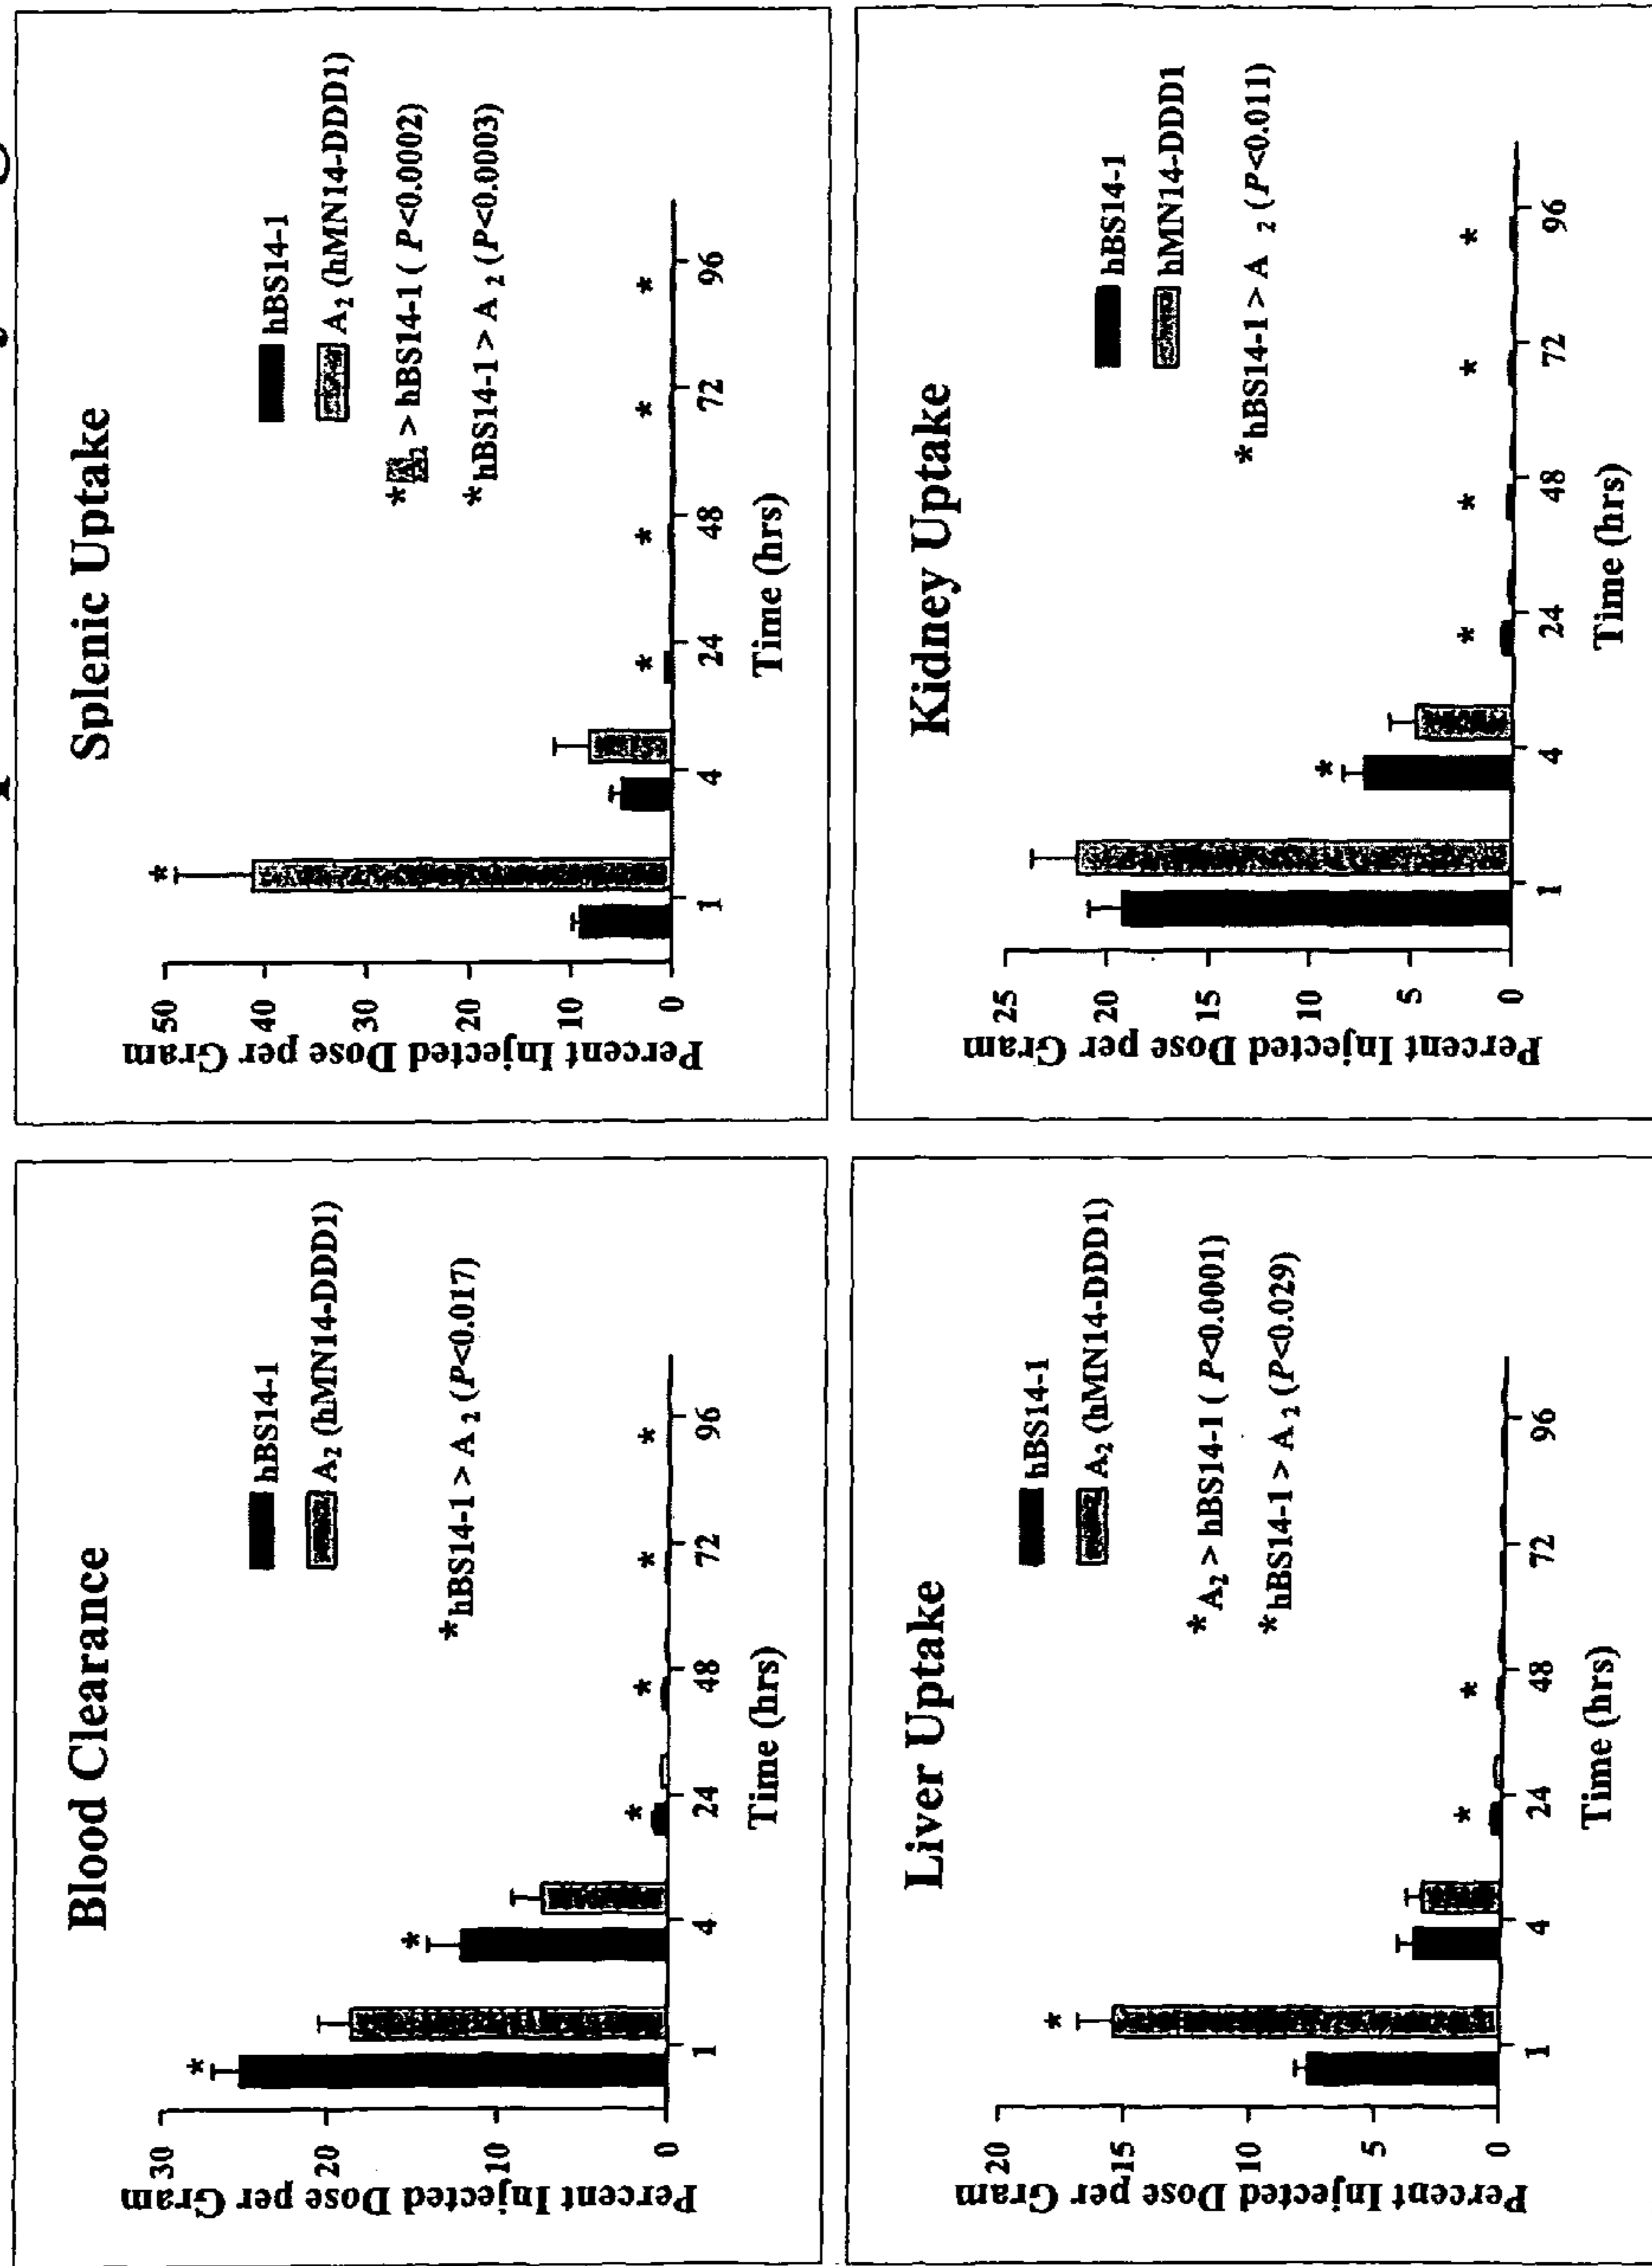 Blood Clearance
Percent Injected Dose per Gram
30
20
10
0
1
4
24
48
72
96
Time (hrs)
hBS14-1
A2 (hMN14-DDD1)
*hBS14-1 > A 2 (P<0.017)
*
*
*
*
*
*
Splenic Uptake
Percent Injected Dose per Gram
50
40
30
20
10
0
1
4
24
48
72
96
Time (hrs)
hBS14-1
A2 (hMN14-DDD1)
*A2 > hBS14-1 ( P<0.0002)
*hBS14-1 > A 2 (P<0.0003)
*
*
*
*
*
Liver Uptake
Percent Injected Dose per Gram
20
15
10
5
0
1
4
24
48
72
96
Time (hrs)
hBS14-1
A2 (hMN14-DDD1)
*A2 > hBS14-1 ( P<0.0001)
*hBS14-1 > A 2 (P<0.029)
*
*
*
Kidney Uptake
Percent Injected Dose per Gram
25
20
15
10
5
0
1
4
24
48
72
96
Time (hrs)
hBS14-1
hMN14-DDD1
*hBS14-1 > A 2 ( P<0.011)
*
*
*
*
*